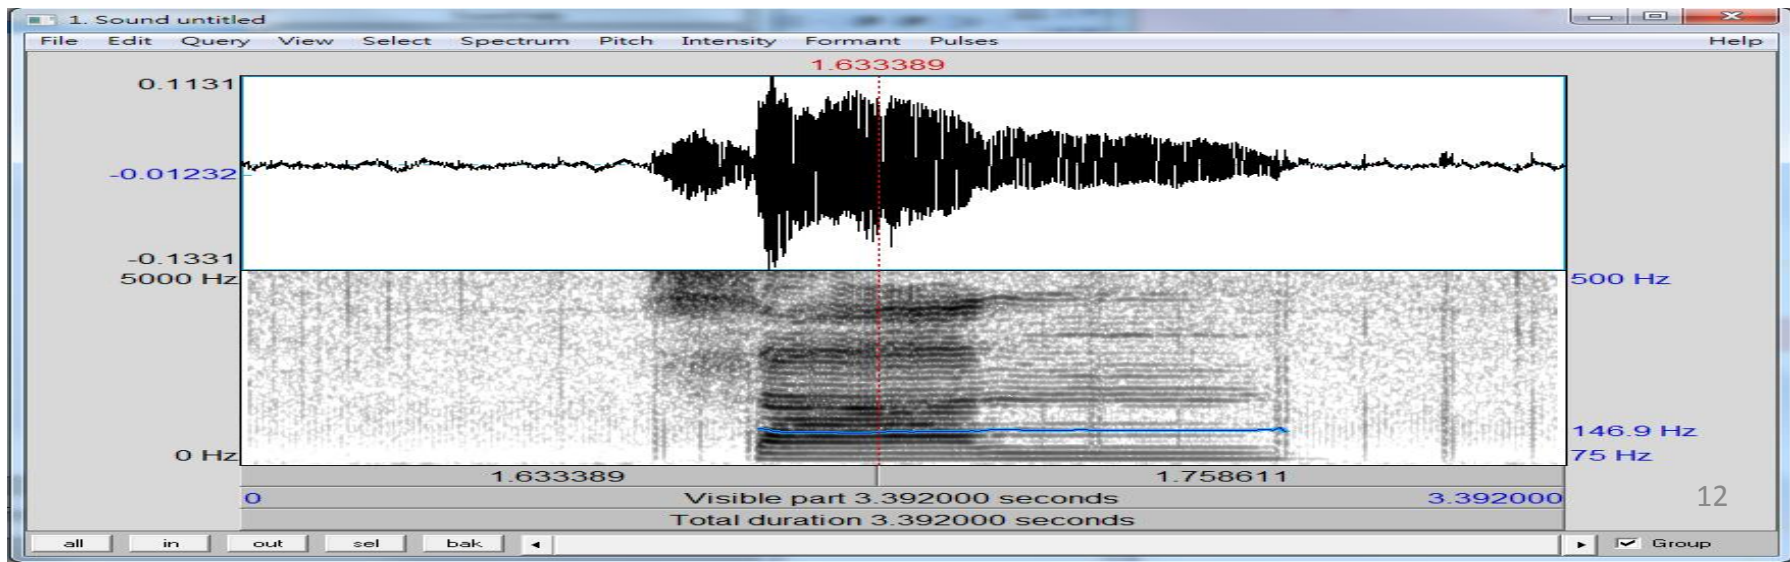 1. Sound untitled
File Edit Query View Select Spectrum Pitch Intensity Formant Pulses Help
1.633389
0.1131
-0.01232
-0.1331
5000 Hz 500 Hz
146.9 Hz
0 Hz 75 Hz
1.633389 1.758611
0 Visible part 3.392000 seconds 3.392000
12
Total duration 3.392000 seconds
all in out sel bak Group